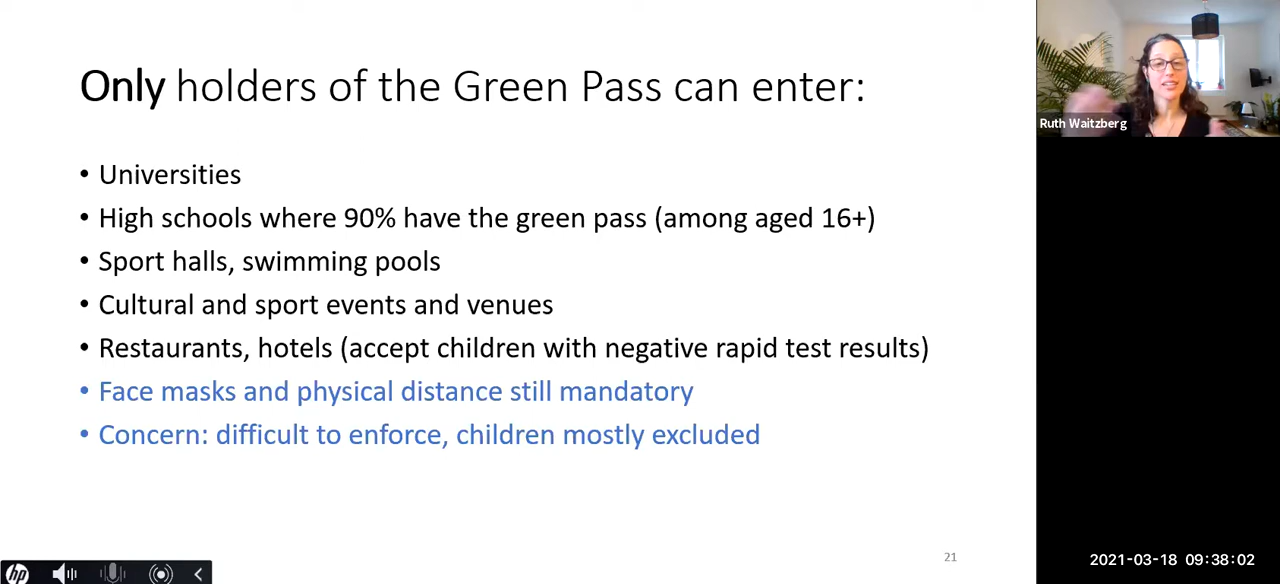 Only holders of the Green Pass can enter:
• Universities
• High schools where 90% have the green pass (among aged 16+)
• Sport halls, swimming pools
• Cultural and sport events and venues
• Restaurants, hotels (accept children with negative rapid test results)
• Face masks and physical distance still mandatory
• Concern: difficult to enforce, children mostly excluded
21
Ruth Waitzberg
2021-03-18 09:38:02
hp